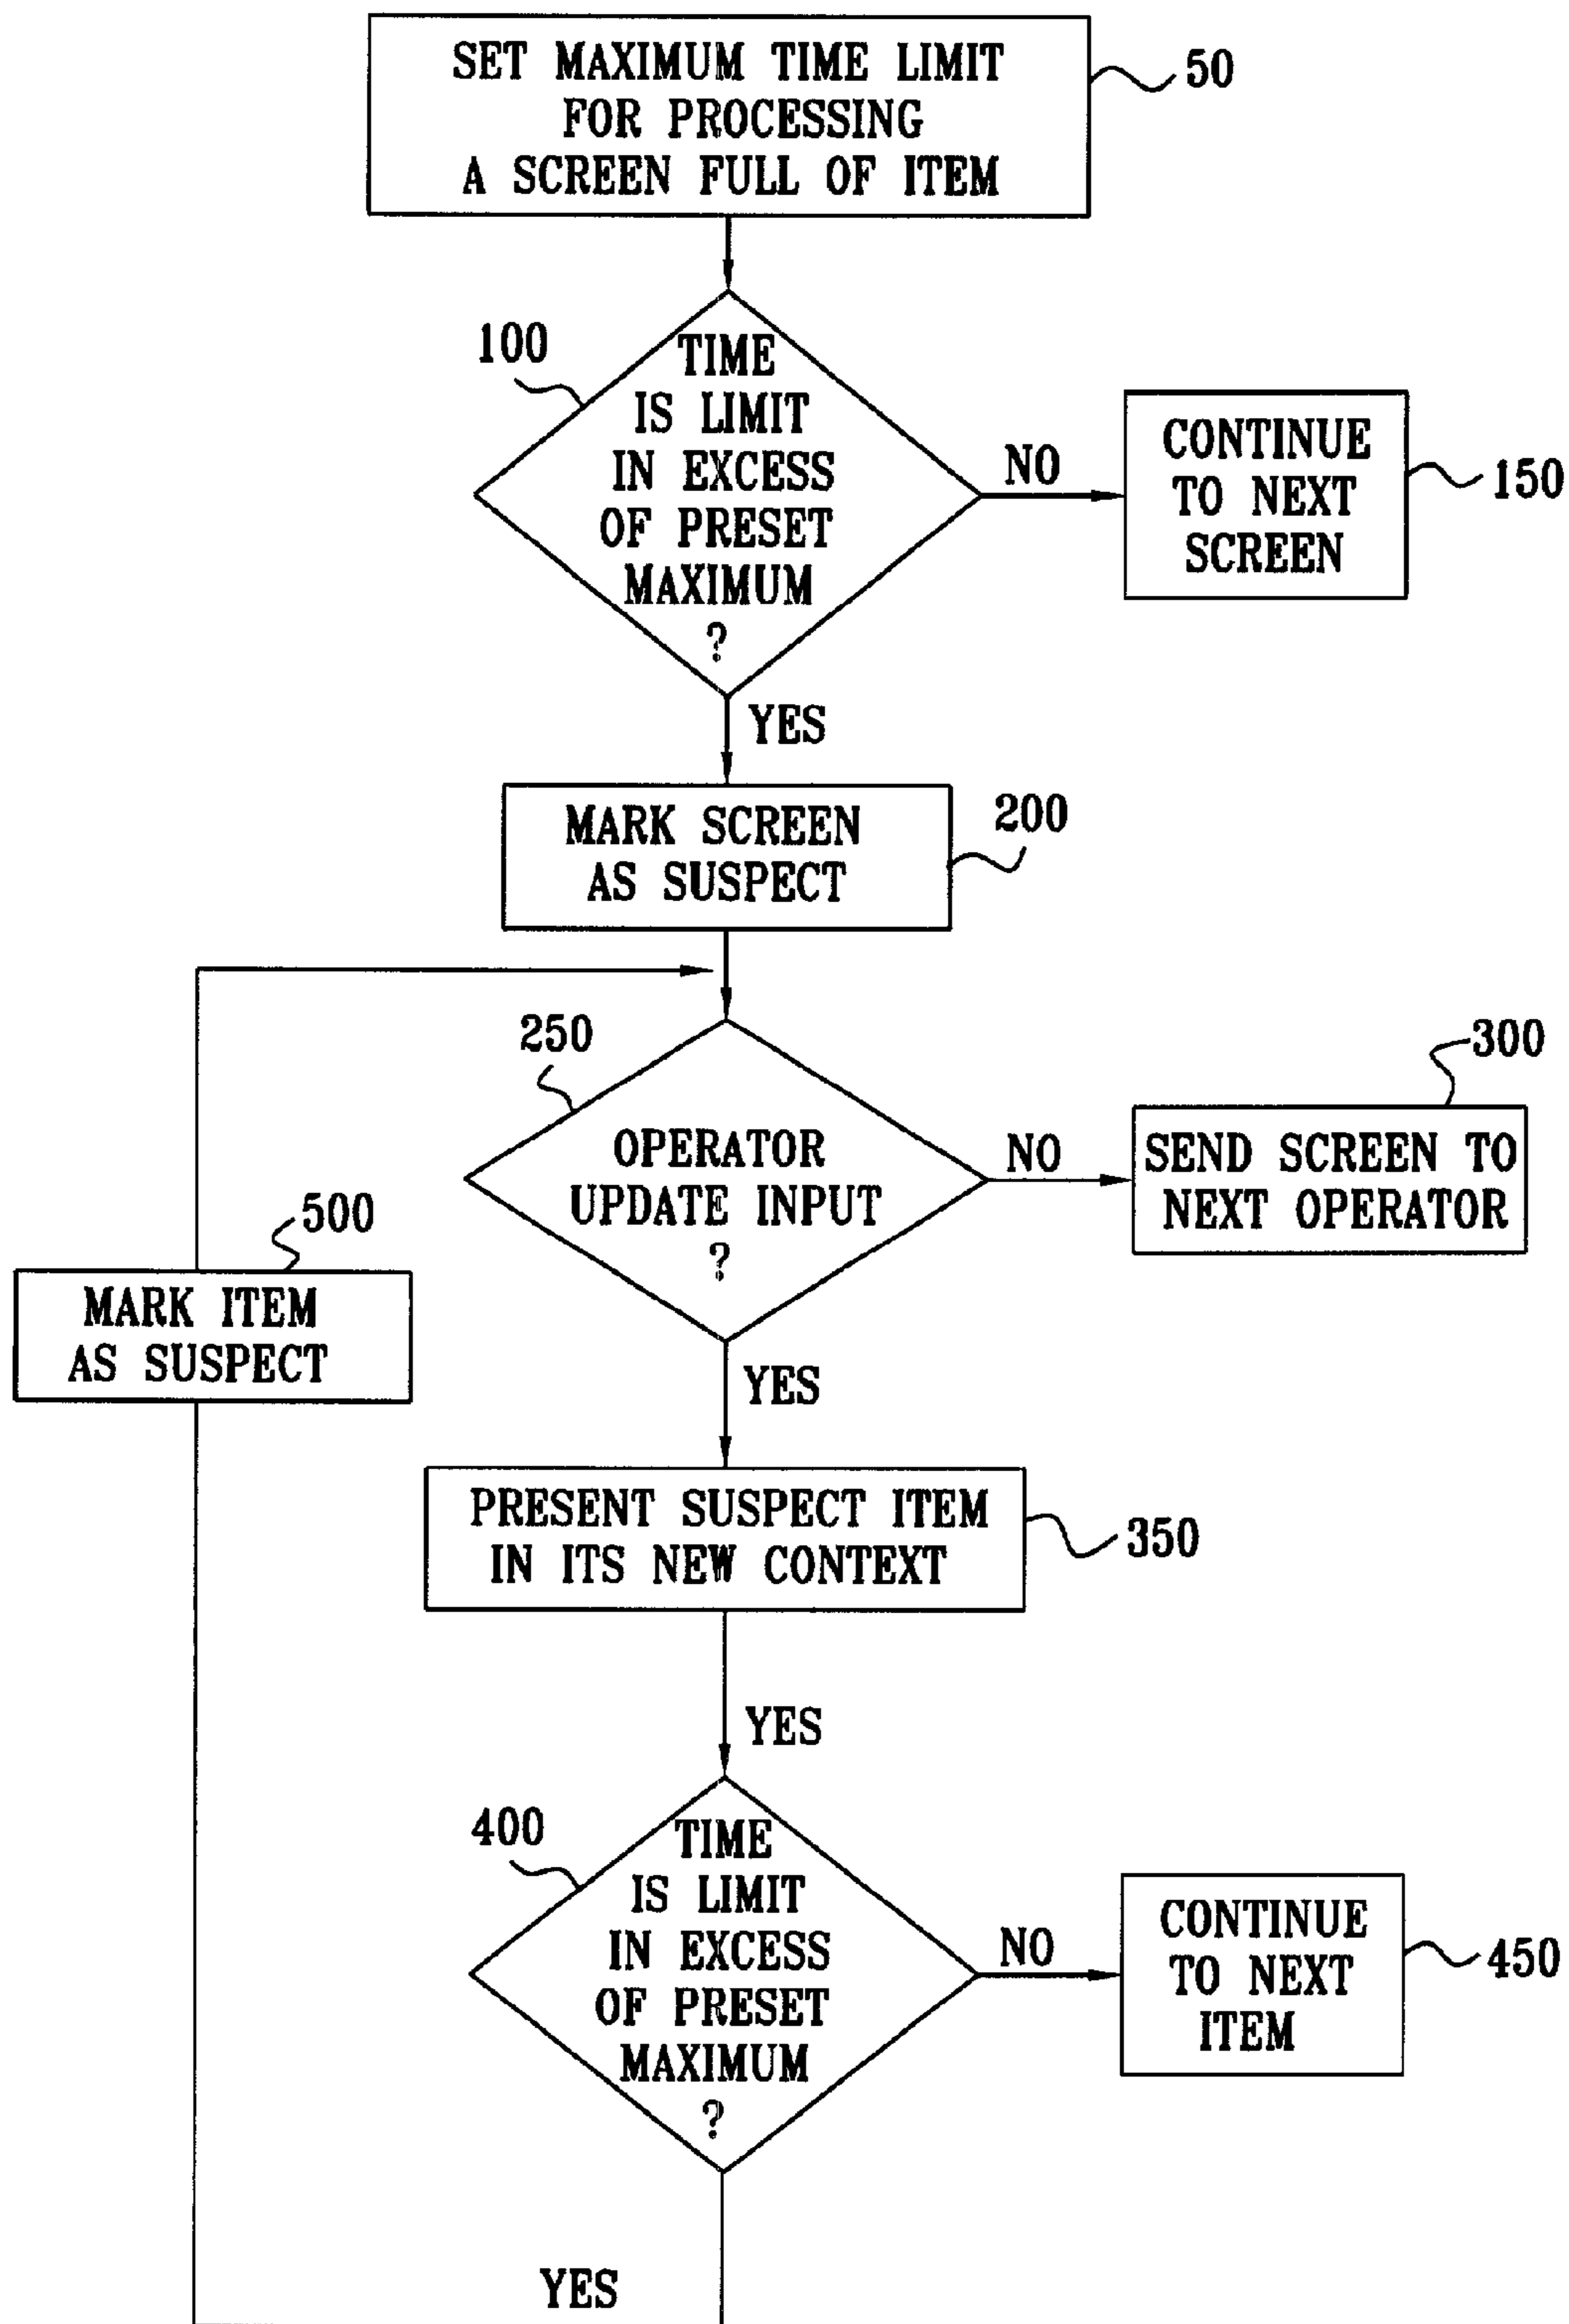 SET MAXIMUM TIME LIMIT
FOR PROCESSING
A SCREEN FULL OF ITEM
50
100
TIME
IS LIMIT
IN EXCESS
OF PRESET
MAXIMUM
?
NO
CONTINUE
TO NEXT
SCREEN
150
YES
MARK SCREEN
AS SUSPECT
200
250
OPERATOR
UPDATE INPUT
?
NO
300
SEND SCREEN TO
NEXT OPERATOR
500
MARK ITEM
AS SUSPECT
YES
PRESENT SUSPECT ITEM
IN ITS NEW CONTEXT
350
YES
400
TIME
IS LIMIT
IN EXCESS
OF PRESET
MAXIMUM
?
NO
CONTINUE
TO NEXT
ITEM
450
YES